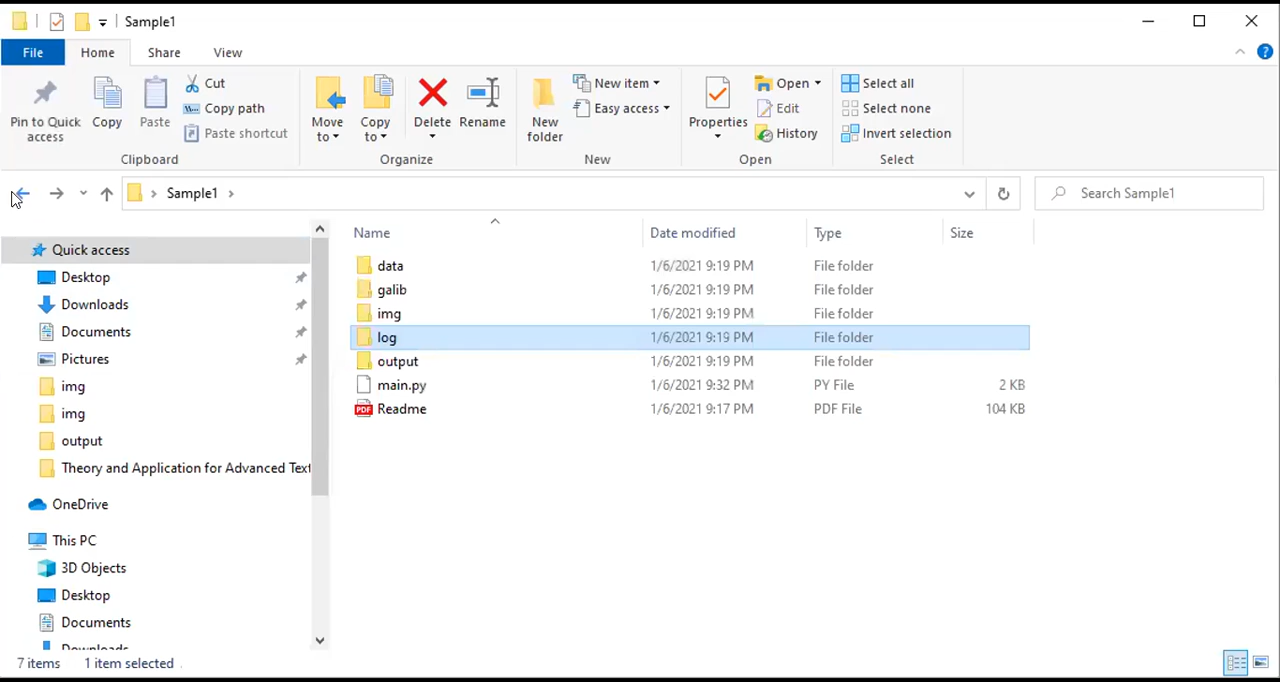 Sample1
File Home Share View
Pin to Quick access
Copy
Paste
Cut
Copy path
Paste shortcut
Clipboard
Move to
Copy to
Delete
Rename
Organize
New folder
New item
Easy access
New
Properties
Open
Edit
History
Open
Select all
Select none
Invert selection
Select
Sample1
Search Sample1
Quick access
Desktop
Downloads
Documents
Pictures
img
img
output
Theory and Application for Advanced Text
OneDrive
This PC
3D Objects
Desktop
Documents
Downloads
Name Date modified Type Size
data 1/6/2021 9:19 PM File folder
galib 1/6/2021 9:19 PM File folder
img 1/6/2021 9:19 PM File folder
log 1/6/2021 9:19 PM File folder
output 1/6/2021 9:19 PM File folder
main.py 1/6/2021 9:32 PM PY File 2 KB
PDF Readme 1/6/2021 9:17 PM PDF File 104 KB
7 items 1 item selected